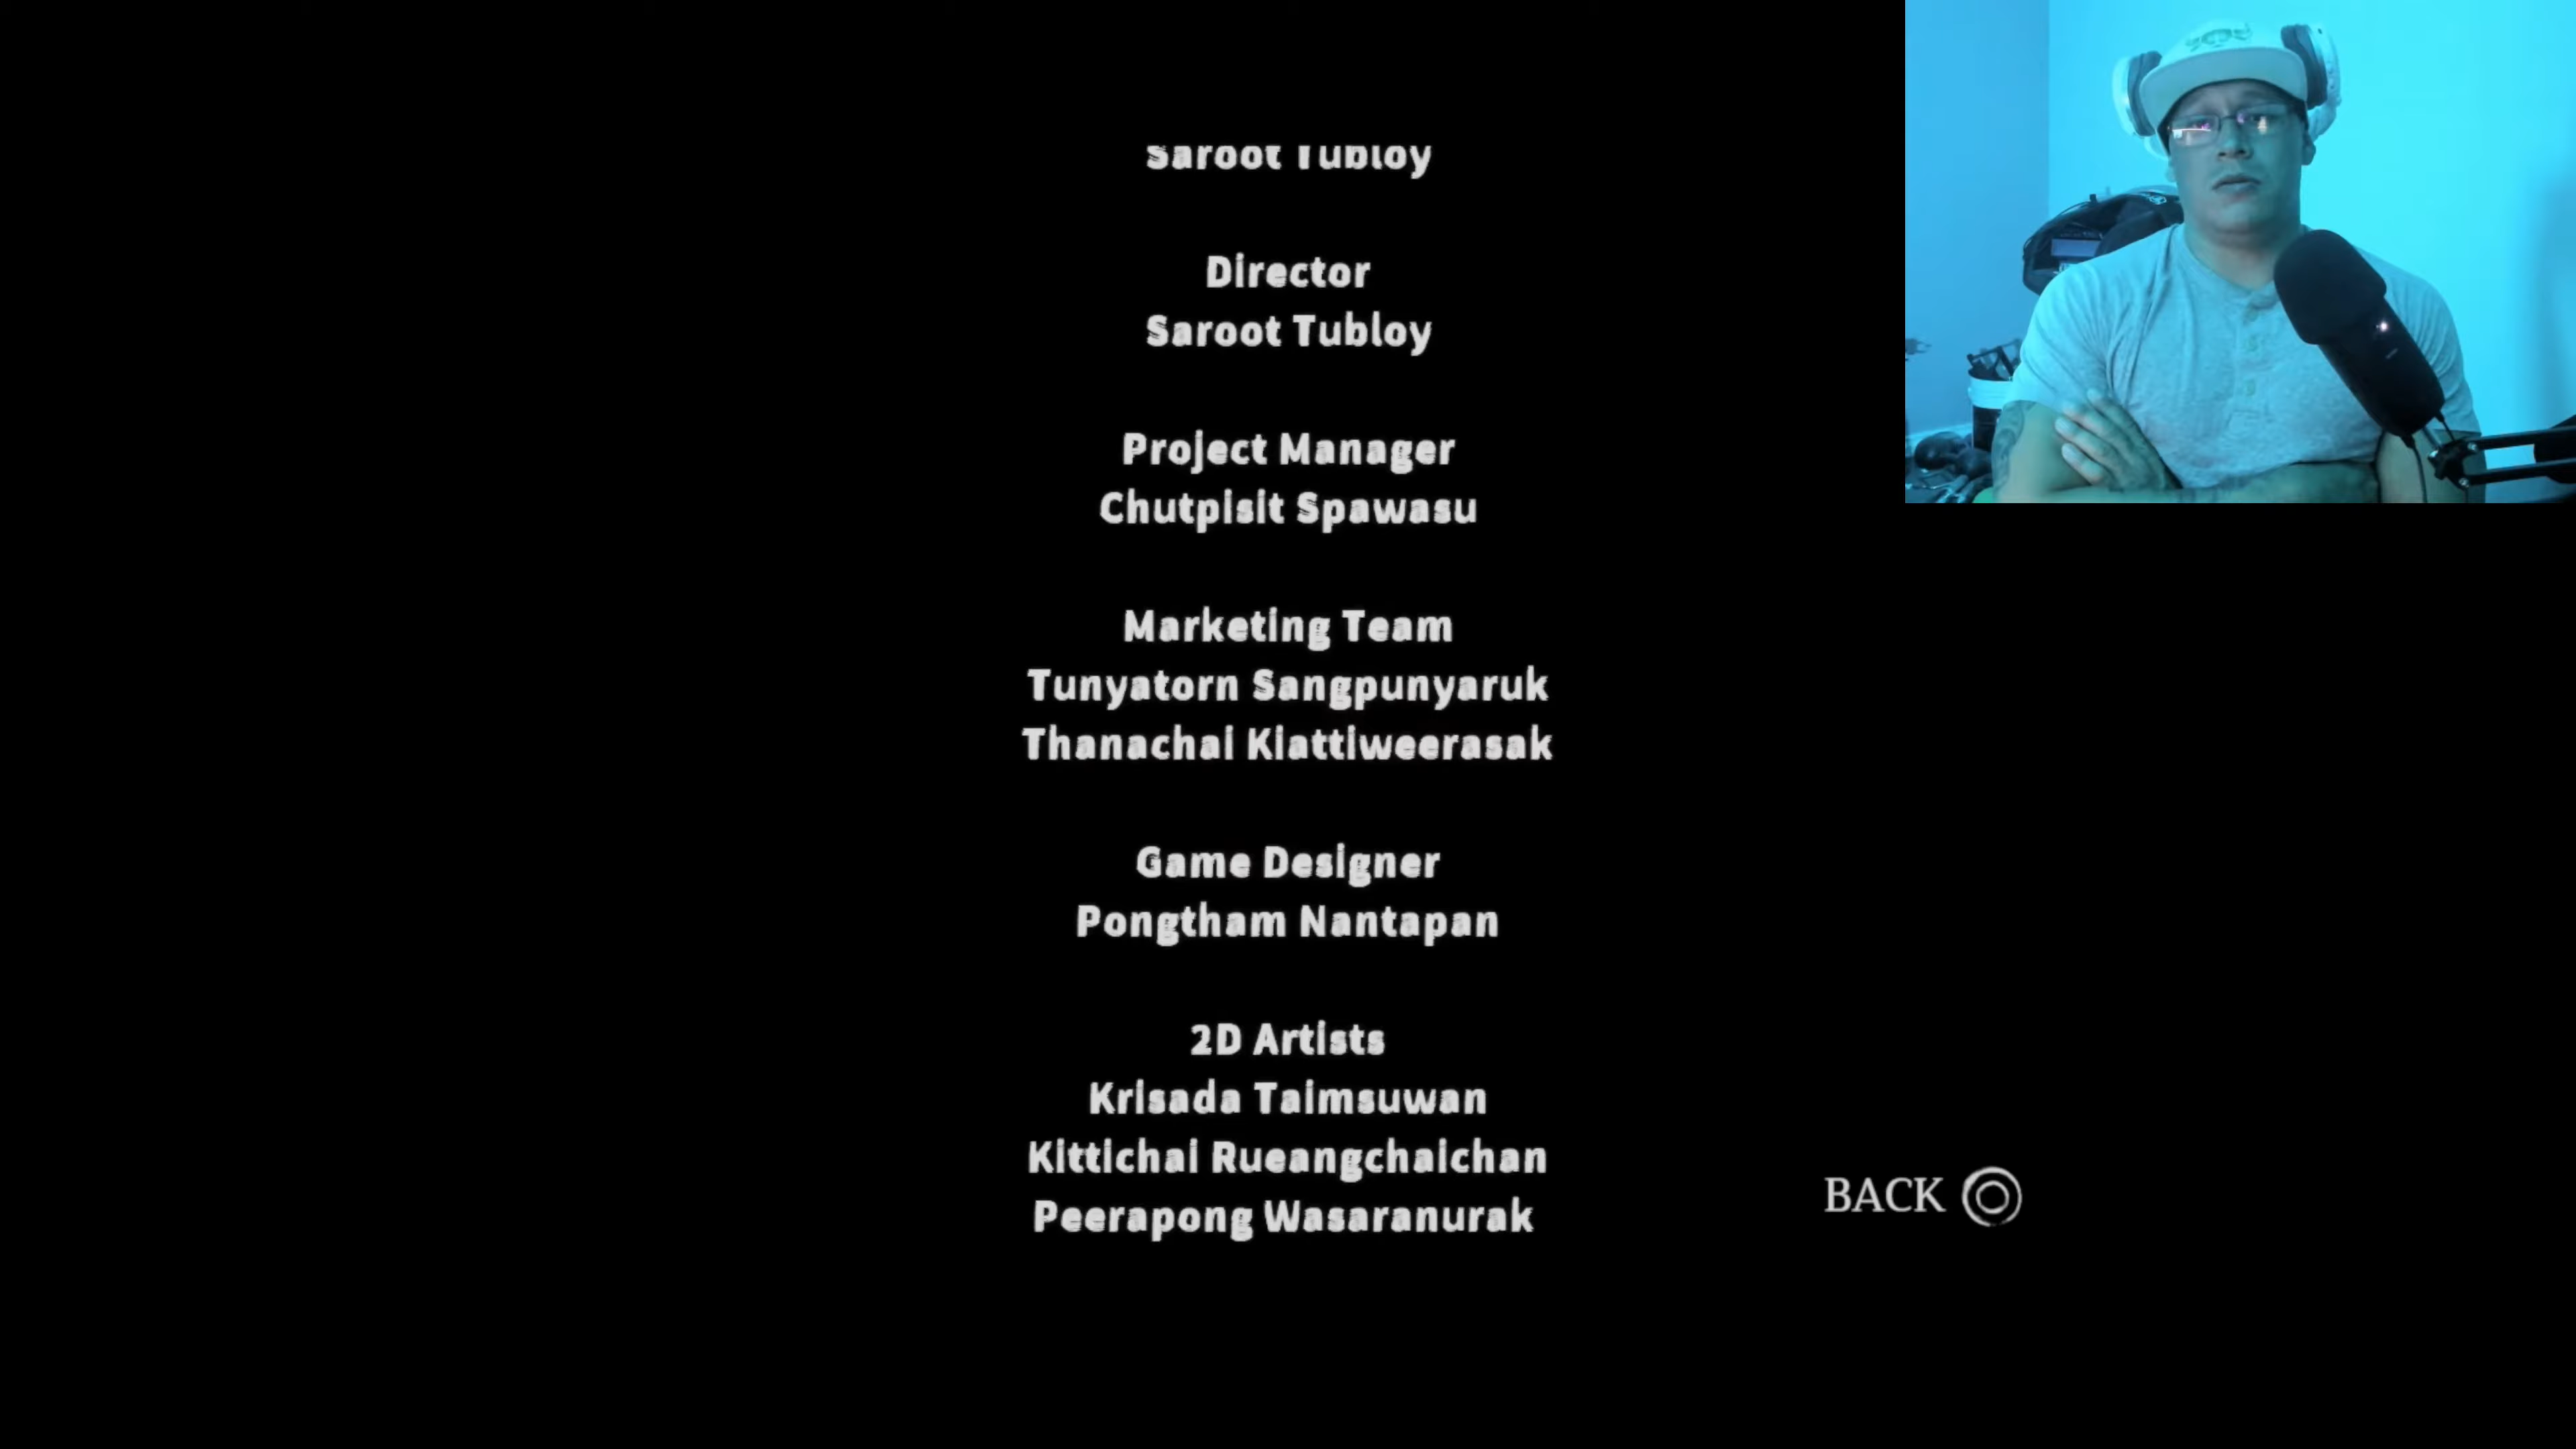 Saroot Tubloy
Director
Saroot Tubloy
Project Manager
Chutpisit Spawasu
Marketing Team
Tunyatorn Sangpunyaruk
Thanachai Kiattiweerasak
Game Designer
Pongtham Nantapan
2D Artists
Krisada Taimsuwan
Kittichai Rueangchaichan
Peerapong Wasaranurak
BACK